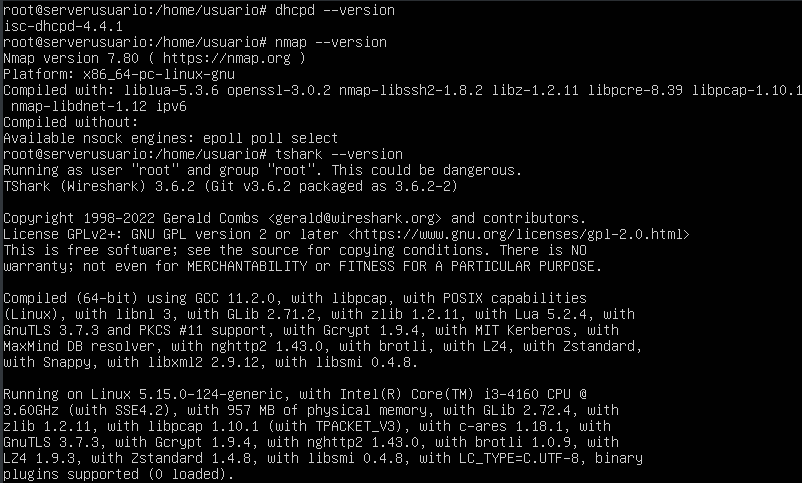 root@serverusuario:/home/usuario# dhcpd --version
isc-dhcpd-4.4.1
root@serverusuario:/home/usuario# nmap --version
Nmap version 7.80 ( https://nmap.org )
Platform: x86_64-pc-linux-gnu
Compiled with: liblua-5.3.6 openssl-3.0.2 nmap-libssh2-1.8.2 libz-1.2.11 libpcre-8.39 libpcap-1.10.1
nmap-libdnet-1.12 ipv6
Compiled without:
Available nsock engines: epoll poll select
root@serverusuario:/home/usuario# tshark --version
Running as user "root" and group "root". This could be dangerous.
TShark (Wireshark) 3.6.2 (Git v3.6.2 packaged as 3.6.2-2)
Copyright 1998-2022 Gerald Combs <gerald@wireshark.org> and contributors.
License GPLv2+: GNU GPL version 2 or later <https://www.gnu.org/licenses/gpl-2.0.html>
This is free software; see the source for copying conditions. There is NO
warranty; not even for MERCHANTABILITY or FITNESS FOR A PARTICULAR PURPOSE.
Compiled (64-bit) using GCC 11.2.0, with libpcap, with POSIX capabilities
(Linux), with libnl 3, with GLib 2.71.2, with zlib 1.2.11, with Lua 5.2.4, with
GnuTLS 3.7.3 and PKCS #11 support, with Gcrypt 1.9.4, with MIT Kerberos, with
MaxMind DB resolver, with nghttp2 1.43.0, with brotli, with LZ4, with Zstandard,
with Snappy, with libxml2 2.9.12, with libsmi 0.4.8.
Running on Linux 5.15.0-124-generic, with Intel(R) Core(TM) i3-4160 CPU @
3.60GHz (with SSE4.2), with 957 MB of physical memory, with GLib 2.72.4, with
zlib 1.2.11, with libpcap 1.10.1 (with TPACKET_V3), with c-ares 1.18.1, with
GnuTLS 3.7.3, with Gcrypt 1.9.4, with nghttp2 1.43.0, with brotli 1.0.9, with
LZ4 1.9.3, with Zstandard 1.4.8, with libsmi 0.4.8, with LC_TYPE=C.UTF-8, binary
plugins supported (0 loaded).